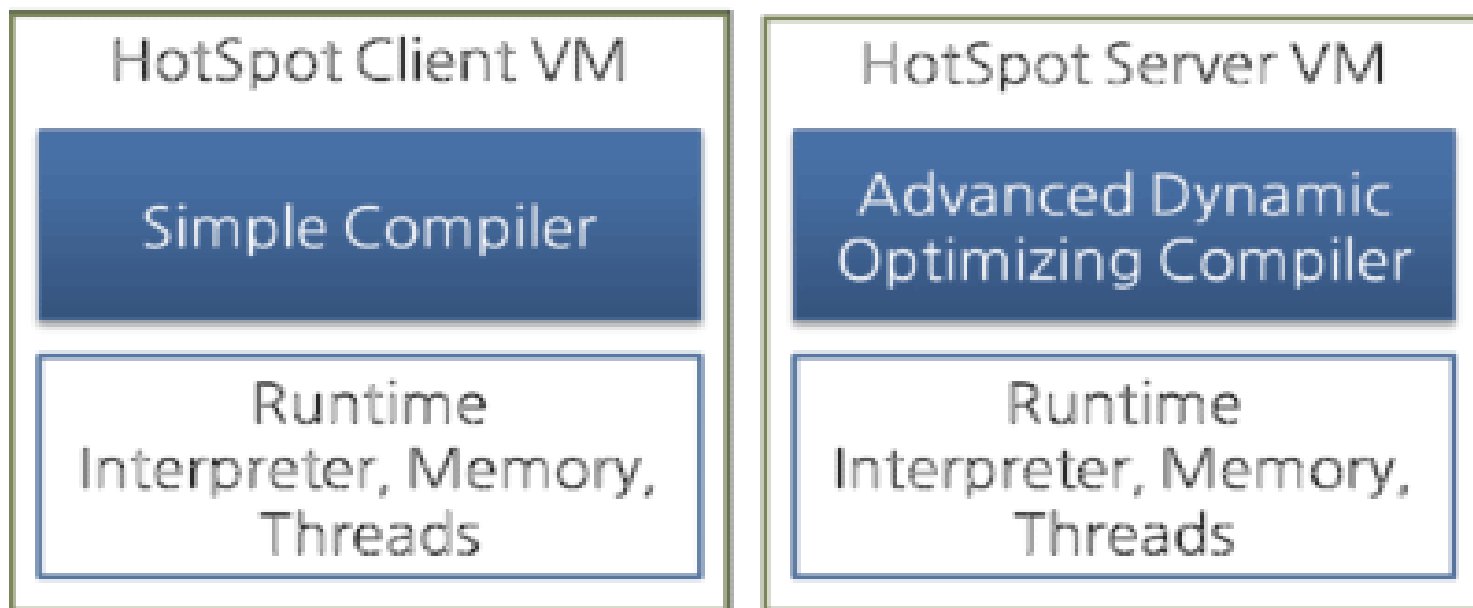 HotSpot Client VM
Simple Compiler
Runtime
Interpreter, Memory,
Threads
HotSpot Server VM
Advanced Dynamic
Optimizing Compiler
Runtime
Interpreter, Memory,
Threads